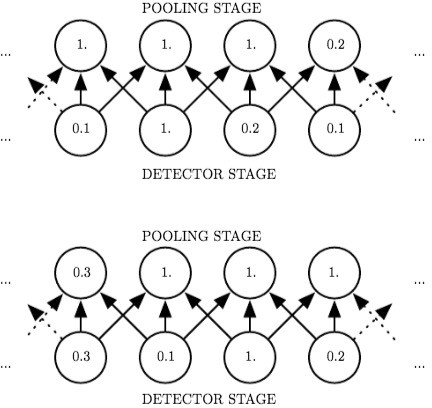 POOLING STAGE
... 1. 1. 1. 0.2 ...
... 0.1 1. 0.2 0.1 ...
DETECTOR STAGE
POOLING STAGE
... 0.3 1. 1. 1. ...
... 0.3 0.1 1. 0.2 ...
DETECTOR STAGE